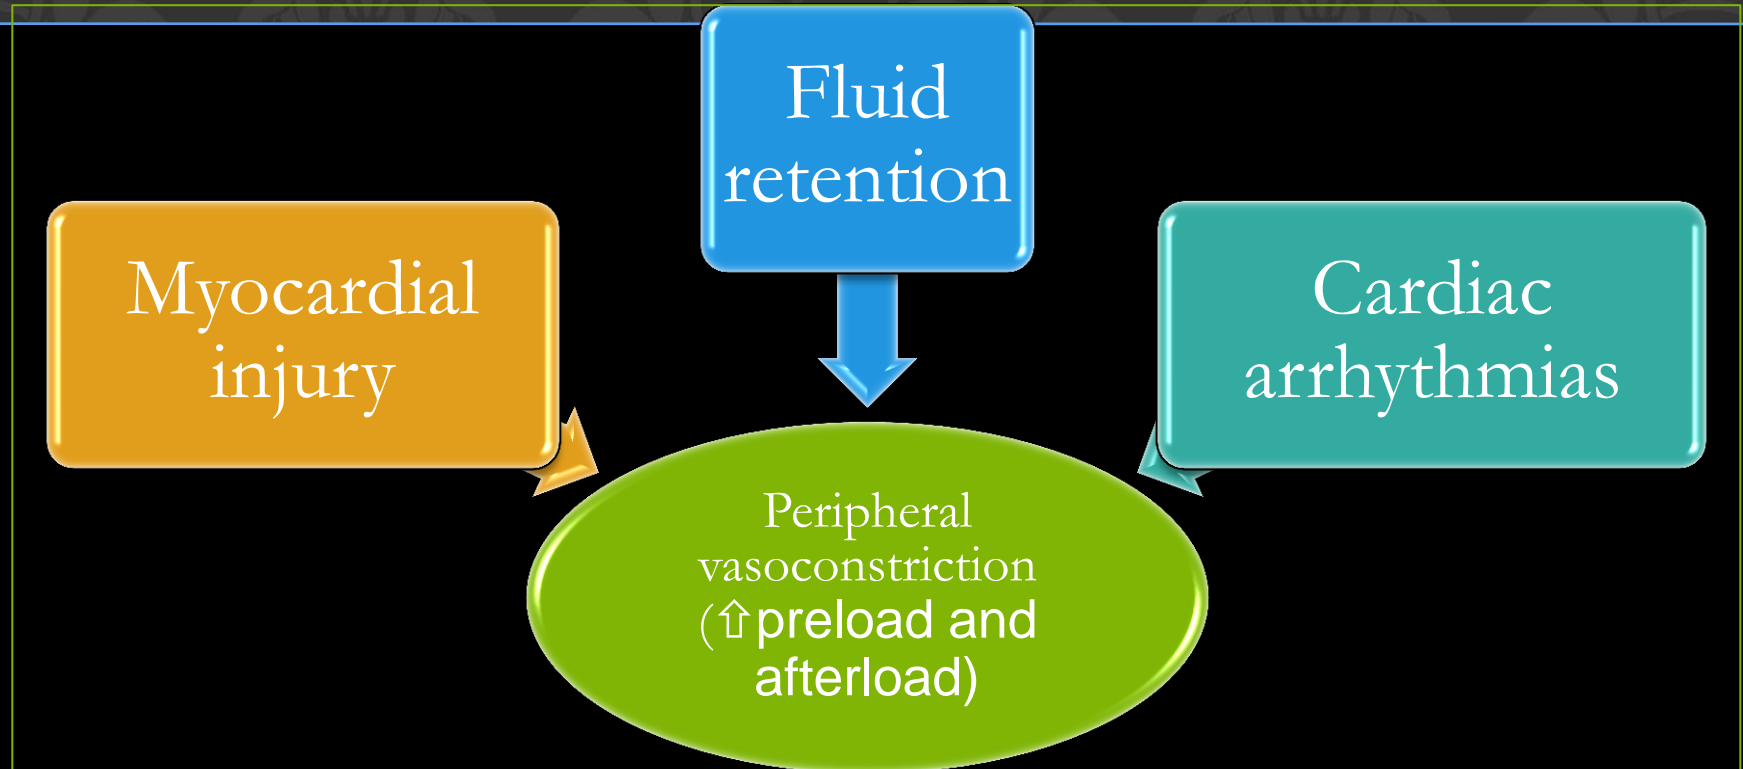 Fluid
retention
Myocardial
injury
Cardiac
arrhythmias
Peripheral
vasoconstriction
(⇧preload and
afterload)